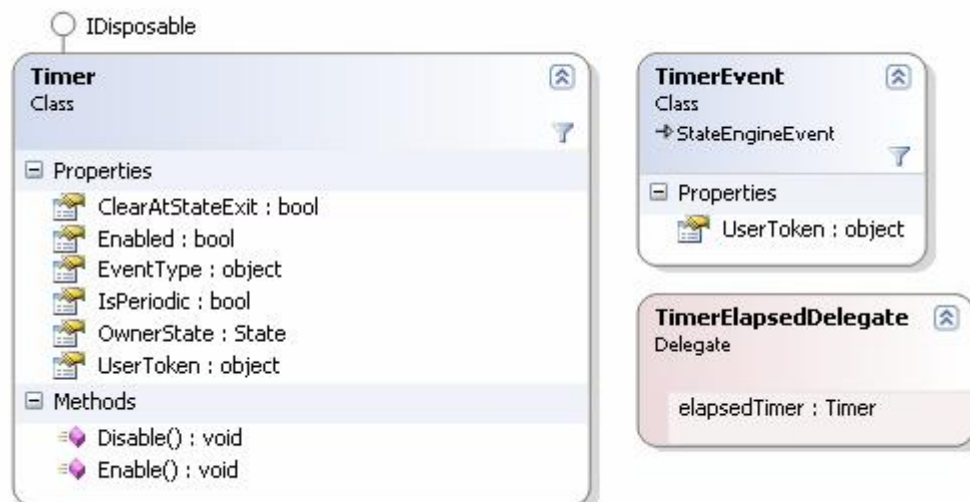 IDisposable
Timer
Class
Properties
ClearAtStateExit : bool
Enabled : bool
EventType : object
IsPeriodic : bool
OwnerState : State
UserToken : object
Methods
Disable() : void
Enable() : void
TimerEvent
Class
StateEngineEvent
Properties
UserToken : object
TimerElapsedDelegate
Delegate
elapsedTimer : Timer